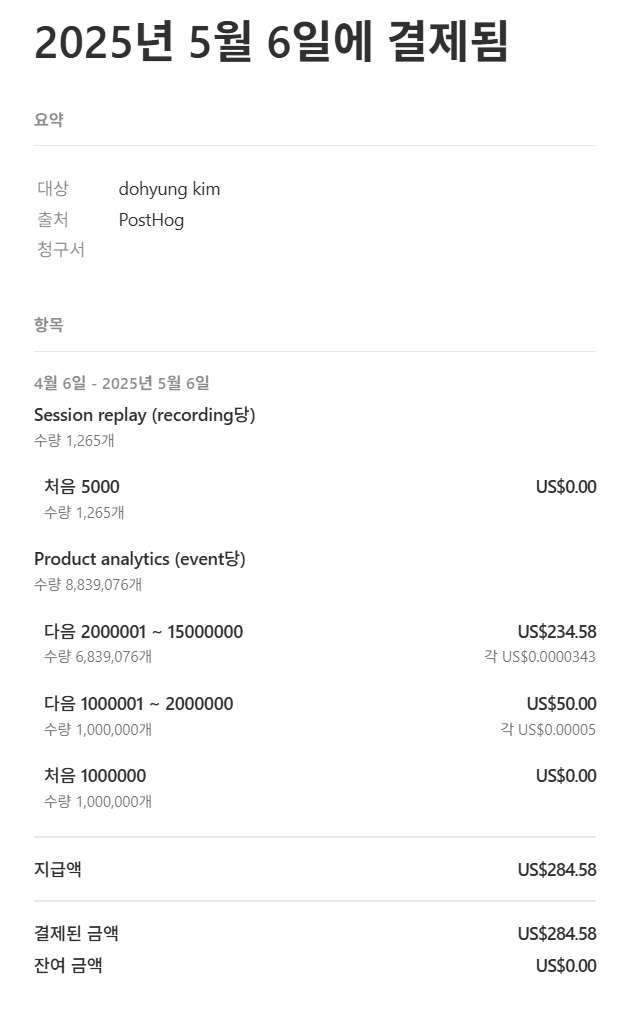 2025년 5월 6일에 결제됨
요약
대상 dohyung kim
출처 PostHog
청구서
항목
4월 6일 - 2025년 5월 6일
Session replay (recording당)
수량 1,265개
처음 5000 US$0.00
수량 1,265개
Product analytics (event당)
수량 8,839,076개
다음 2000001 ~ 15000000 US$234.58
수량 6,839,076개 각 US$0.0000343
다음 1000001 ~ 2000000 US$50.00
수량 1,000,000개 각 US$0.00005
처음 1000000 US$0.00
수량 1,000,000개
지급액 US$284.58
결제된 금액 US$284.58
잔여 금액 US$0.00